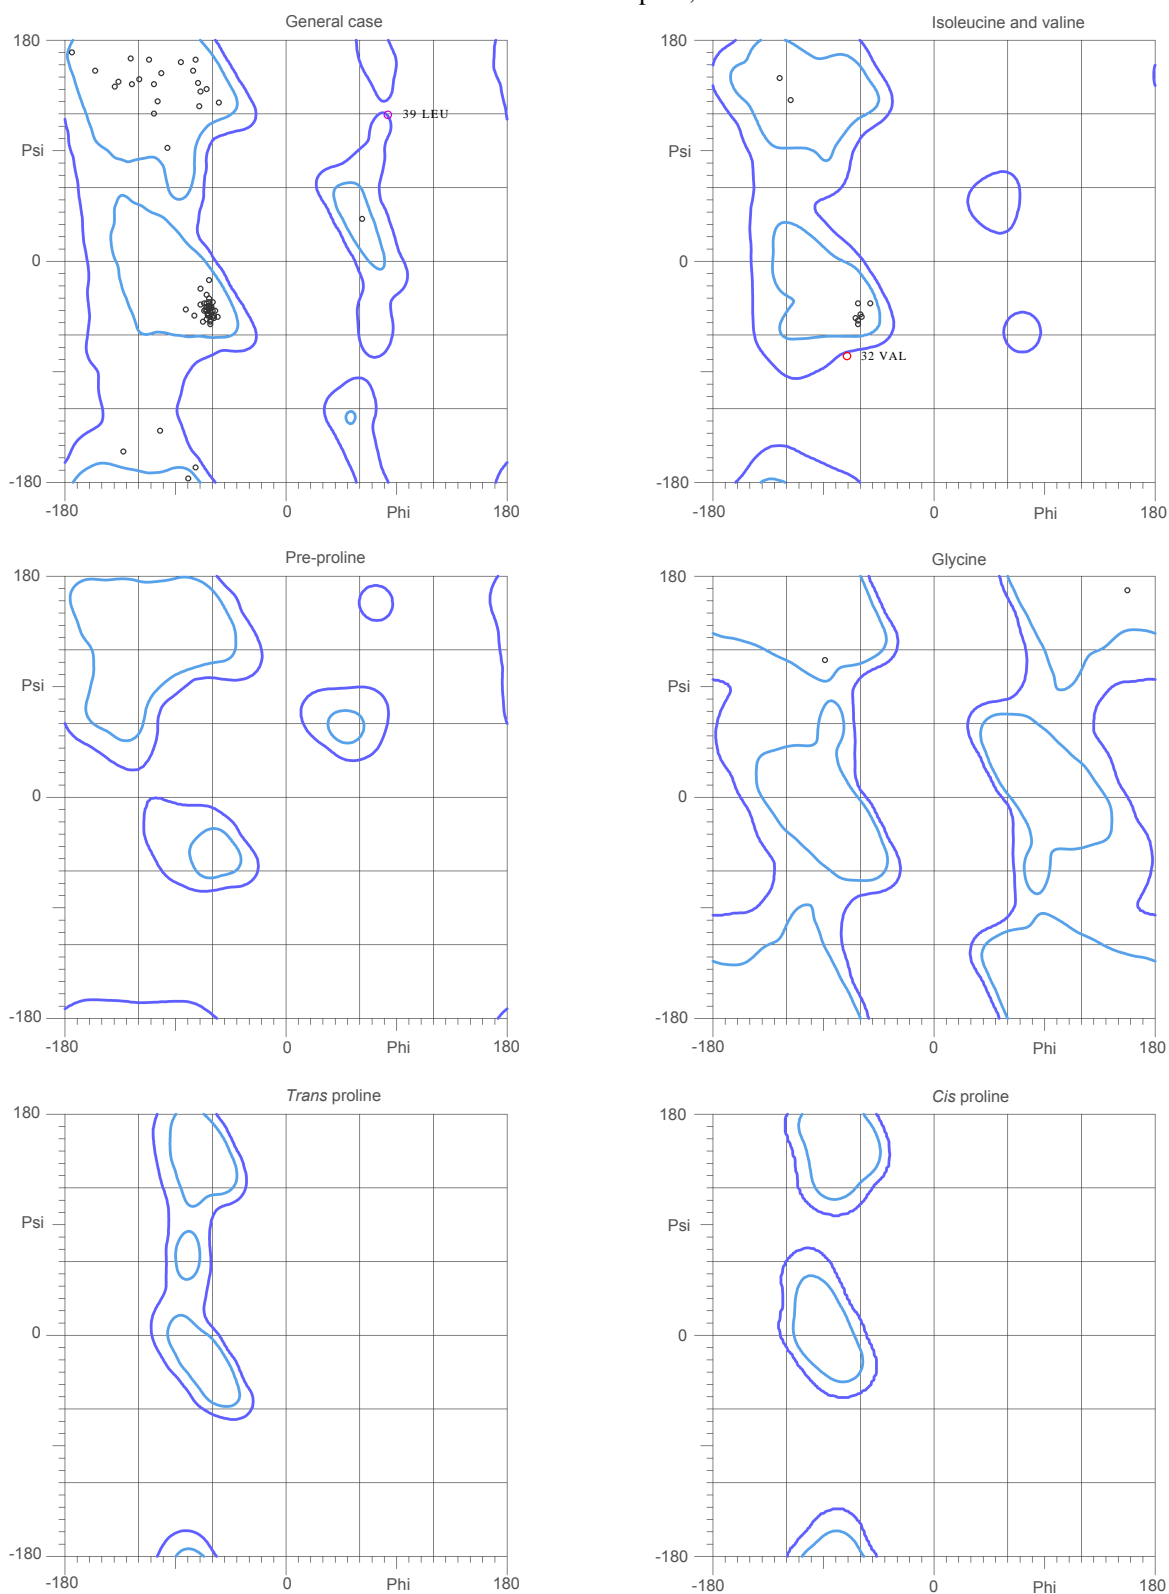 General case
180
39 LEU
Psi
0
-180
-180
0
Phi
180
Isoleucine and valine
180
Psi
0
32 VAL
-180
-180
0
Phi
180
Pre-proline
180
Psi
0
-180
-180
0
Phi
180
Glycine
180
Psi
0
-180
-180
0
Phi
180
Trans proline
180
Psi
0
-180
-180
0
Phi
180
Cis proline
180
Psi
0
-180
-180
0
Phi
180